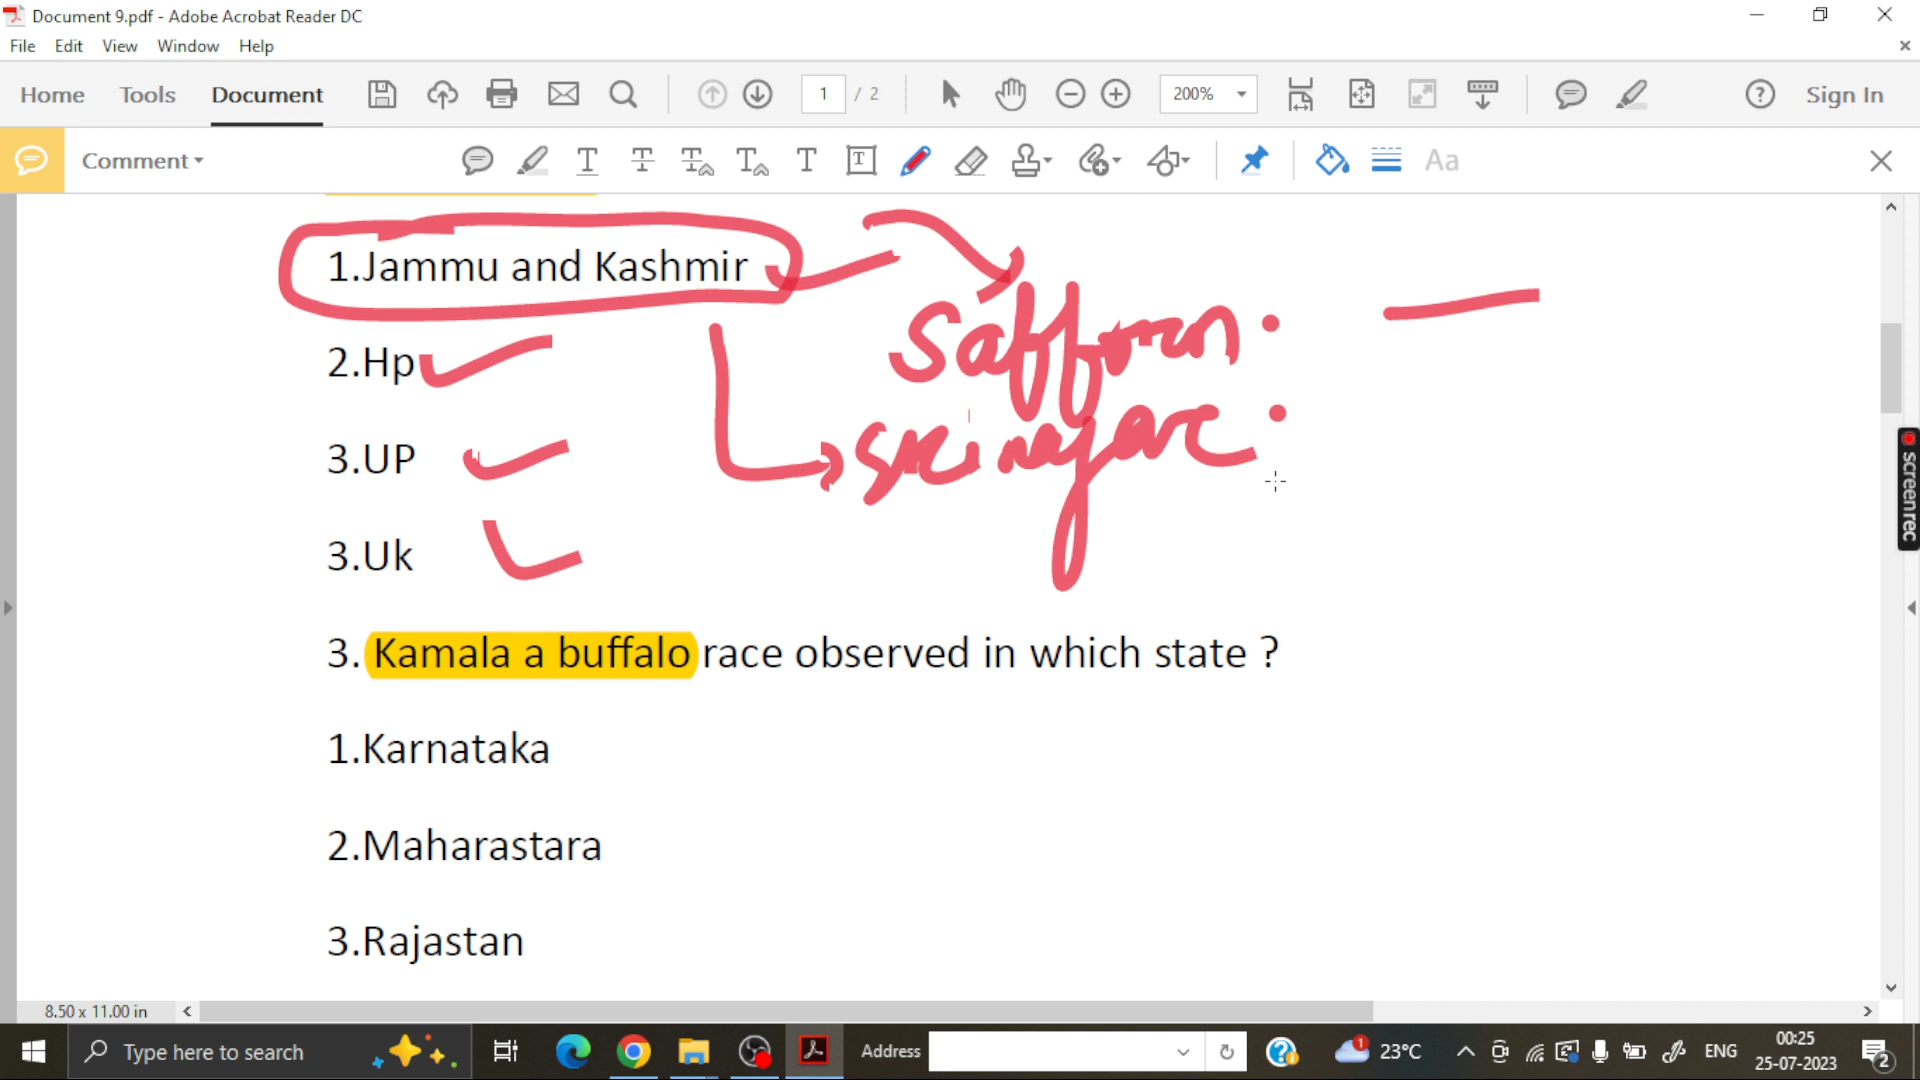 Document 9.pdf - Adobe Acrobat Reader DC
File Edit View Window Help
Home Tools Document 1 / 2 200% Sign In
Comment T T T T T T Aa
1.Jammu and Kashmir
Saffron.
2.Hp
Srinagar.
3.UP
3.Uk
3. Kamala a buffalo race observed in which state ?
1.Karnataka
2.Maharastara
3.Rajastan
screenrec
8.50 x 11.00 in
Type here to search Address 23°C ENG 00:25
25-07-2023 2